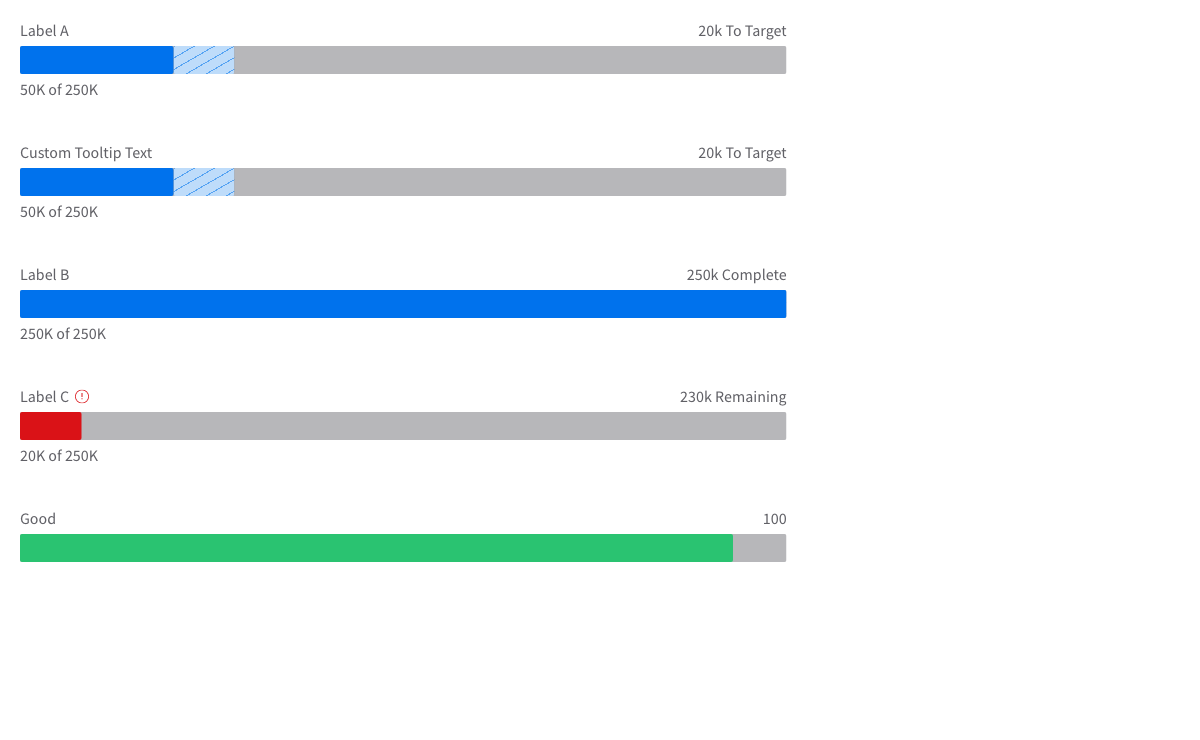 Label A 20k To Target
50K of 250K
Custom Tooltip Text 20k To Target
50K of 250K
Label B 250k Complete
250K of 250K
Label C 230k Remaining
20K of 250K
Good 100